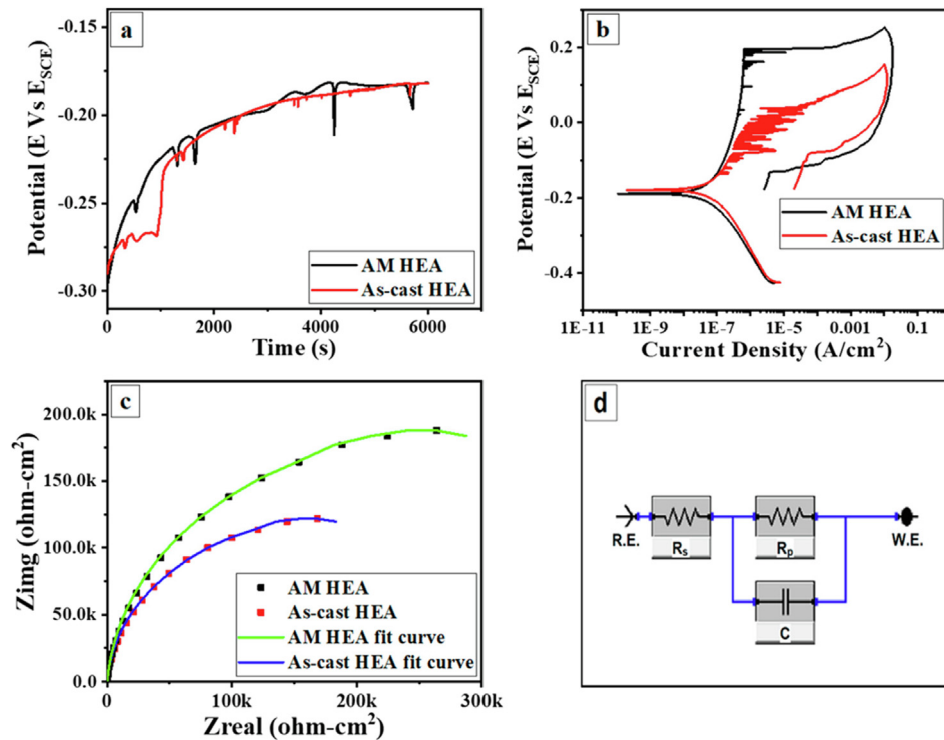 a
Potential (E Vs E_SCE)
-0.15
-0.20
-0.25
-0.30
0
2000
4000
6000
Time (s)
AM HEA
As-cast HEA
b
Potential (E Vs E_SCE)
0.2
0.0
-0.2
-0.4
1E-11
1E-9
1E-7
1E-5
0.001
0.1
Current Density (A/cm²)
AM HEA
As-cast HEA
c
Zimg (ohm-cm²)
200.0k
150.0k
100.0k
50.0k
0.0
0
100k
200k
300k
Zreal (ohm-cm²)
AM HEA
As-cast HEA
AM HEA fit curve
As-cast HEA fit curve
d
R.E.
R_s
R_p
W.E.
C